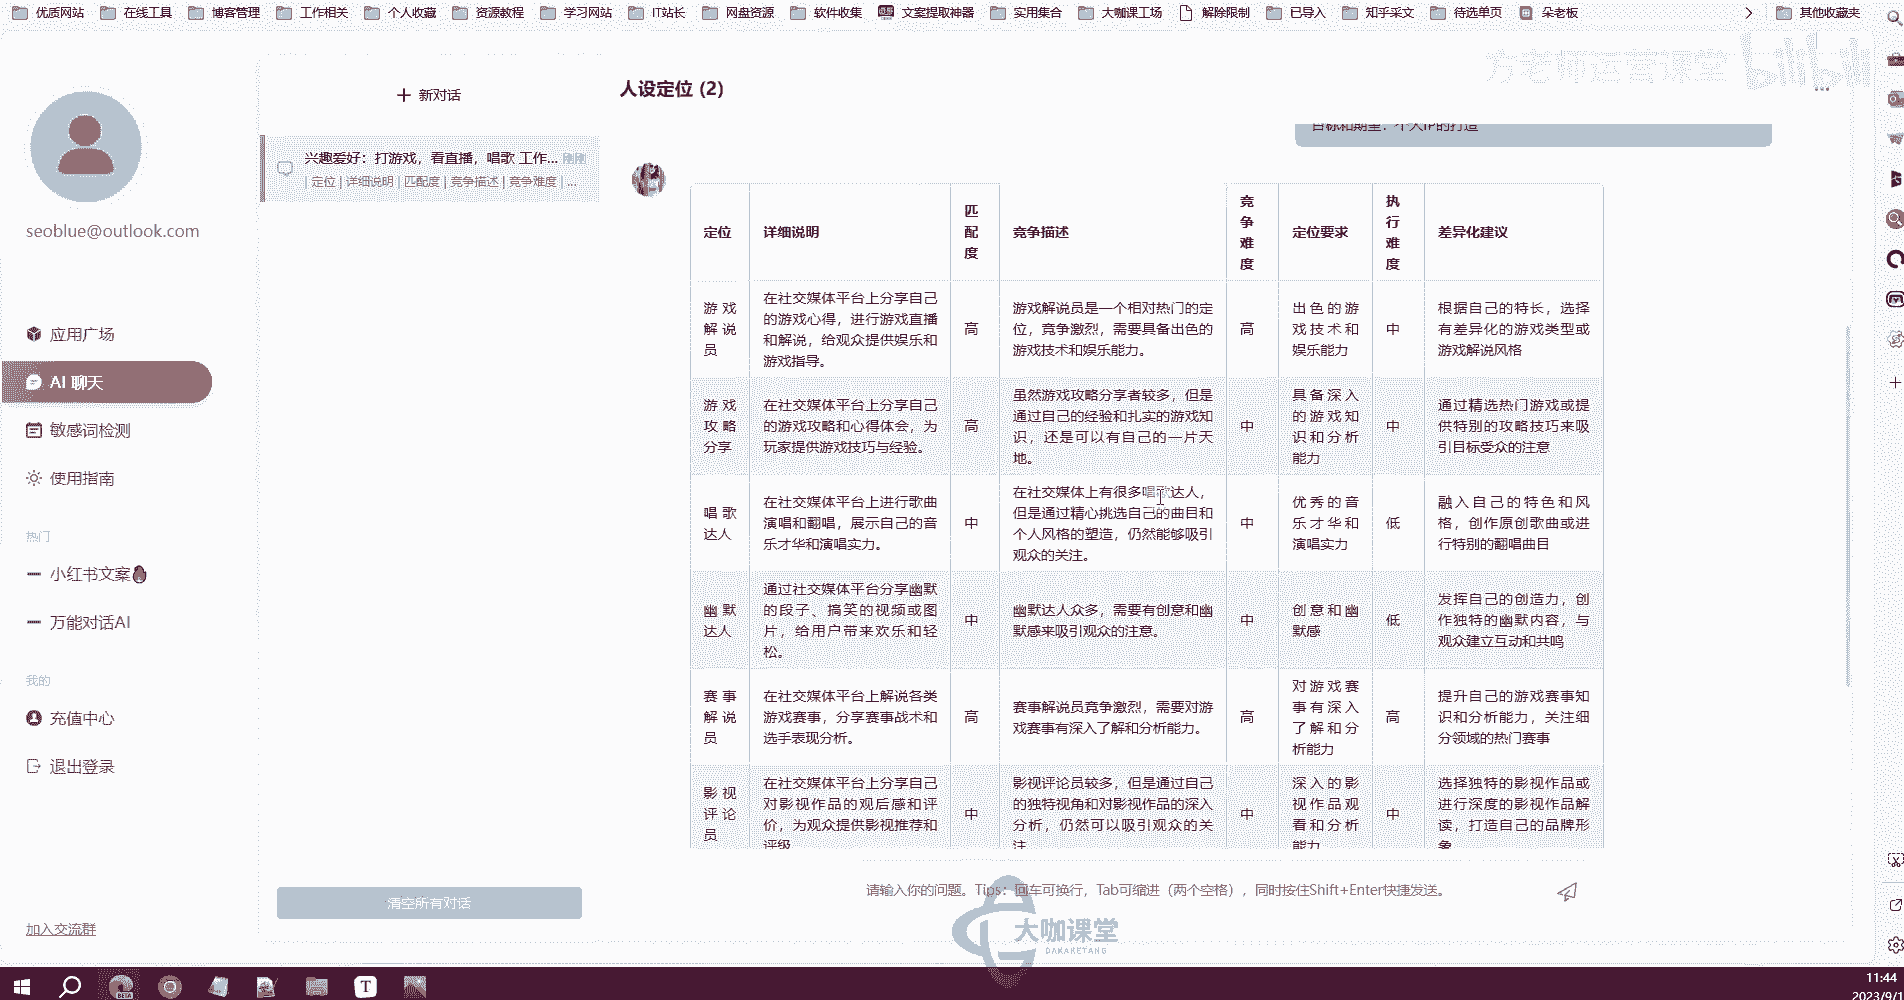 优质网站 在线工具 博客管理 工作相关 个人收藏 资源教程 学习网站 IT站长 网盘资源 软件收集 文案提取神器 实用集合 大咖课工场 解除限制 已导入 知乎采文 待选单页 朵老板 其他收藏夹
方老师运营课堂 bilibili
seoblue@outlook.com
应用广场
AI 聊天
敏感词检测
使用指南
热门
小红书文案
万能对话AI
我的
充值中心
退出登录
加入交流群
新对话
兴趣爱好：打游戏，看直播，唱歌 工作... 刚刚
| 定位 | 详细说明 | 匹配度 | 竞争描述 | 竞争难度 | ...
清空所有对话
人设定位 (2)
目标和期望：个人IP的打造
定位 详细说明 匹配度 竞争描述 竞争难度 定位要求 执行难度 差异化建议
游戏解说员
在社交媒体平台上分享自己
的游戏心得，进行游戏直播
和解说，给观众提供娱乐和
游戏指导。
高
游戏解说员是一个相对热门的定
位，竞争激烈，需要具备出色的
游戏技术和娱乐能力。
高
出色的游
戏技术和
娱乐能力
中
根据自己的特长，选择
有差异化的游戏类型或
游戏解说风格
游戏攻略分享
在社交媒体平台上分享自己
的游戏攻略和心得体会，为
玩家提供游戏技巧与经验。
高
虽然游戏攻略分享者较多，但是
通过自己的经验和扎实的游戏知
识，还是可以有自己的一片天
地。
中
具备深入
的游戏知
识和分析
能力
中
通过精选热门游戏或提
供特别的攻略技巧来吸
引目标受众的注意
唱歌达人
在社交媒体平台上进行歌曲
演唱和翻唱，展示自己的音
乐才华和演唱实力。
中
在社交媒体上有很多唱歌达人，
但是通过精心挑选自己的曲目和
个人风格的塑造，仍然能够吸引
观众的关注。
中
优秀的音
乐才华和
演唱实力
低
融入自己的特色和风
格，创作原创歌曲或进
行特别的翻唱曲目
幽默达人
通过社交媒体平台分享幽默
的段子、搞笑的视频或图
片，给用户带来欢乐和轻
松。
中
幽默达人众多，需要有创意和幽
默感来吸引观众的注意。
中
创意和幽
默感
低
发挥自己的创造力，创
作独特的幽默内容，与
观众建立互动和共鸣
赛事解说员
在社交媒体平台上解说各类
游戏赛事，分享赛事战术和
选手表现分析。
高
赛事解说员竞争激烈，需要对游
戏赛事有深入了解和分析能力。
高
对游戏赛
事有深入
了解和分
析能力
高
提升自己的游戏赛事知
识和分析能力，关注细
分领域的热门赛事
影视评论员
在社交媒体平台上分享自己
对影视作品的观后感和评
价，为观众提供影视推荐和
评级
中
影视评论员较多，但是通过自己
的独特视角和对影视作品的深入
分析，仍然可以吸引观众的关
注
中
深入的影
视作品观
看和分析
能力
中
选择独特的影视作品或
进行深度的影视作品解
读，打造自己的品牌形
象
请输入你的问题。Tips：回车可换行，Tab可缩进（两个空格），同时按住Shift+Enter快捷发送。
大咖课堂
DAKAKETANG
BETA
T
11:44
2023/9/1